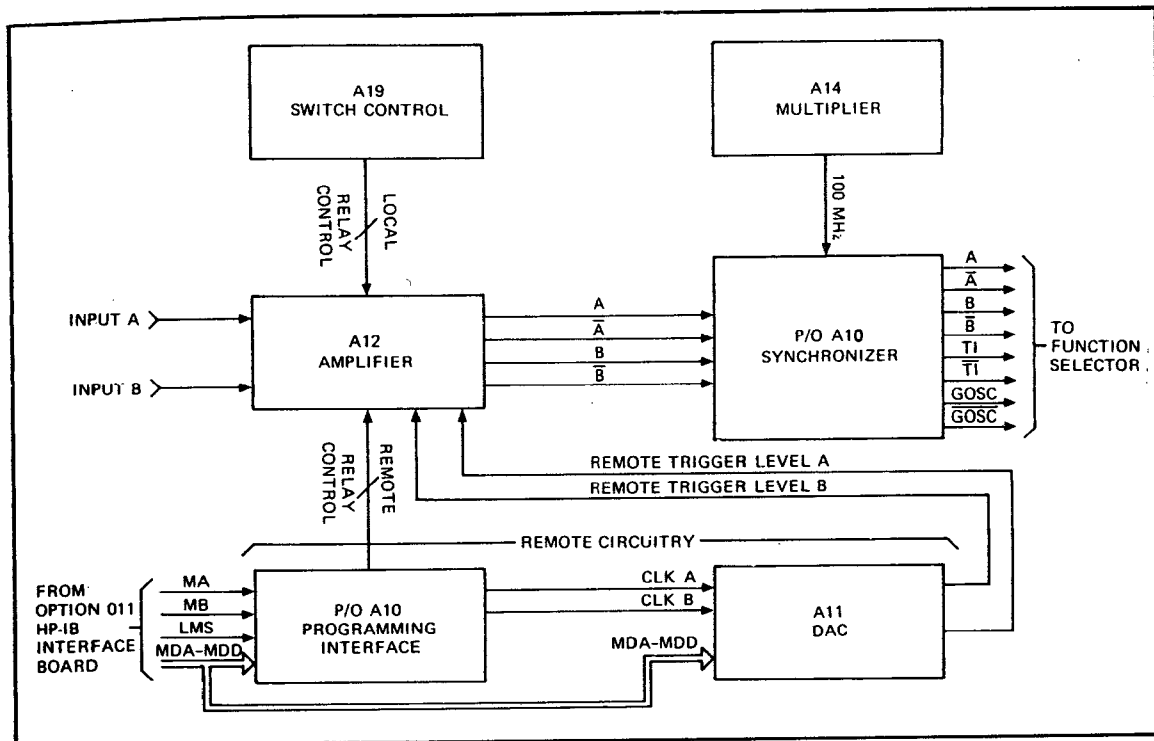 A19
SWITCH CONTROL
A14
MULTIPLIER
LOCAL
RELAY
CONTROL
100 MHz
INPUT A
INPUT B
A12
AMPLIFIER
A
A̅
B
B̅
P/O A10
SYNCHRONIZER
A
A̅
B
B̅
TI
T̅I̅
GOSC
G̅O̅S̅C̅
TO
FUNCTION
SELECTOR
REMOTE
RELAY
CONTROL
REMOTE TRIGGER LEVEL A
REMOTE TRIGGER LEVEL B
REMOTE CIRCUITRY
FROM
OPTION 011
HP-IB
INTERFACE
BOARD
MA
MB
LMS
MDA-MDD
P/O A10
PROGRAMMING
INTERFACE
CLK A
CLK B
MDA-MDD
A11
DAC